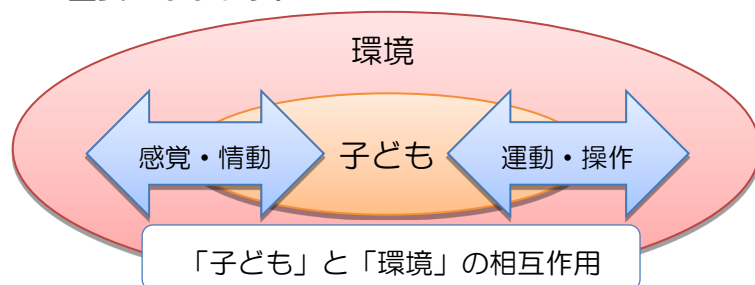 環境
感覚・情動
子ども
運動・操作
「子ども」と「環境」の相互作用